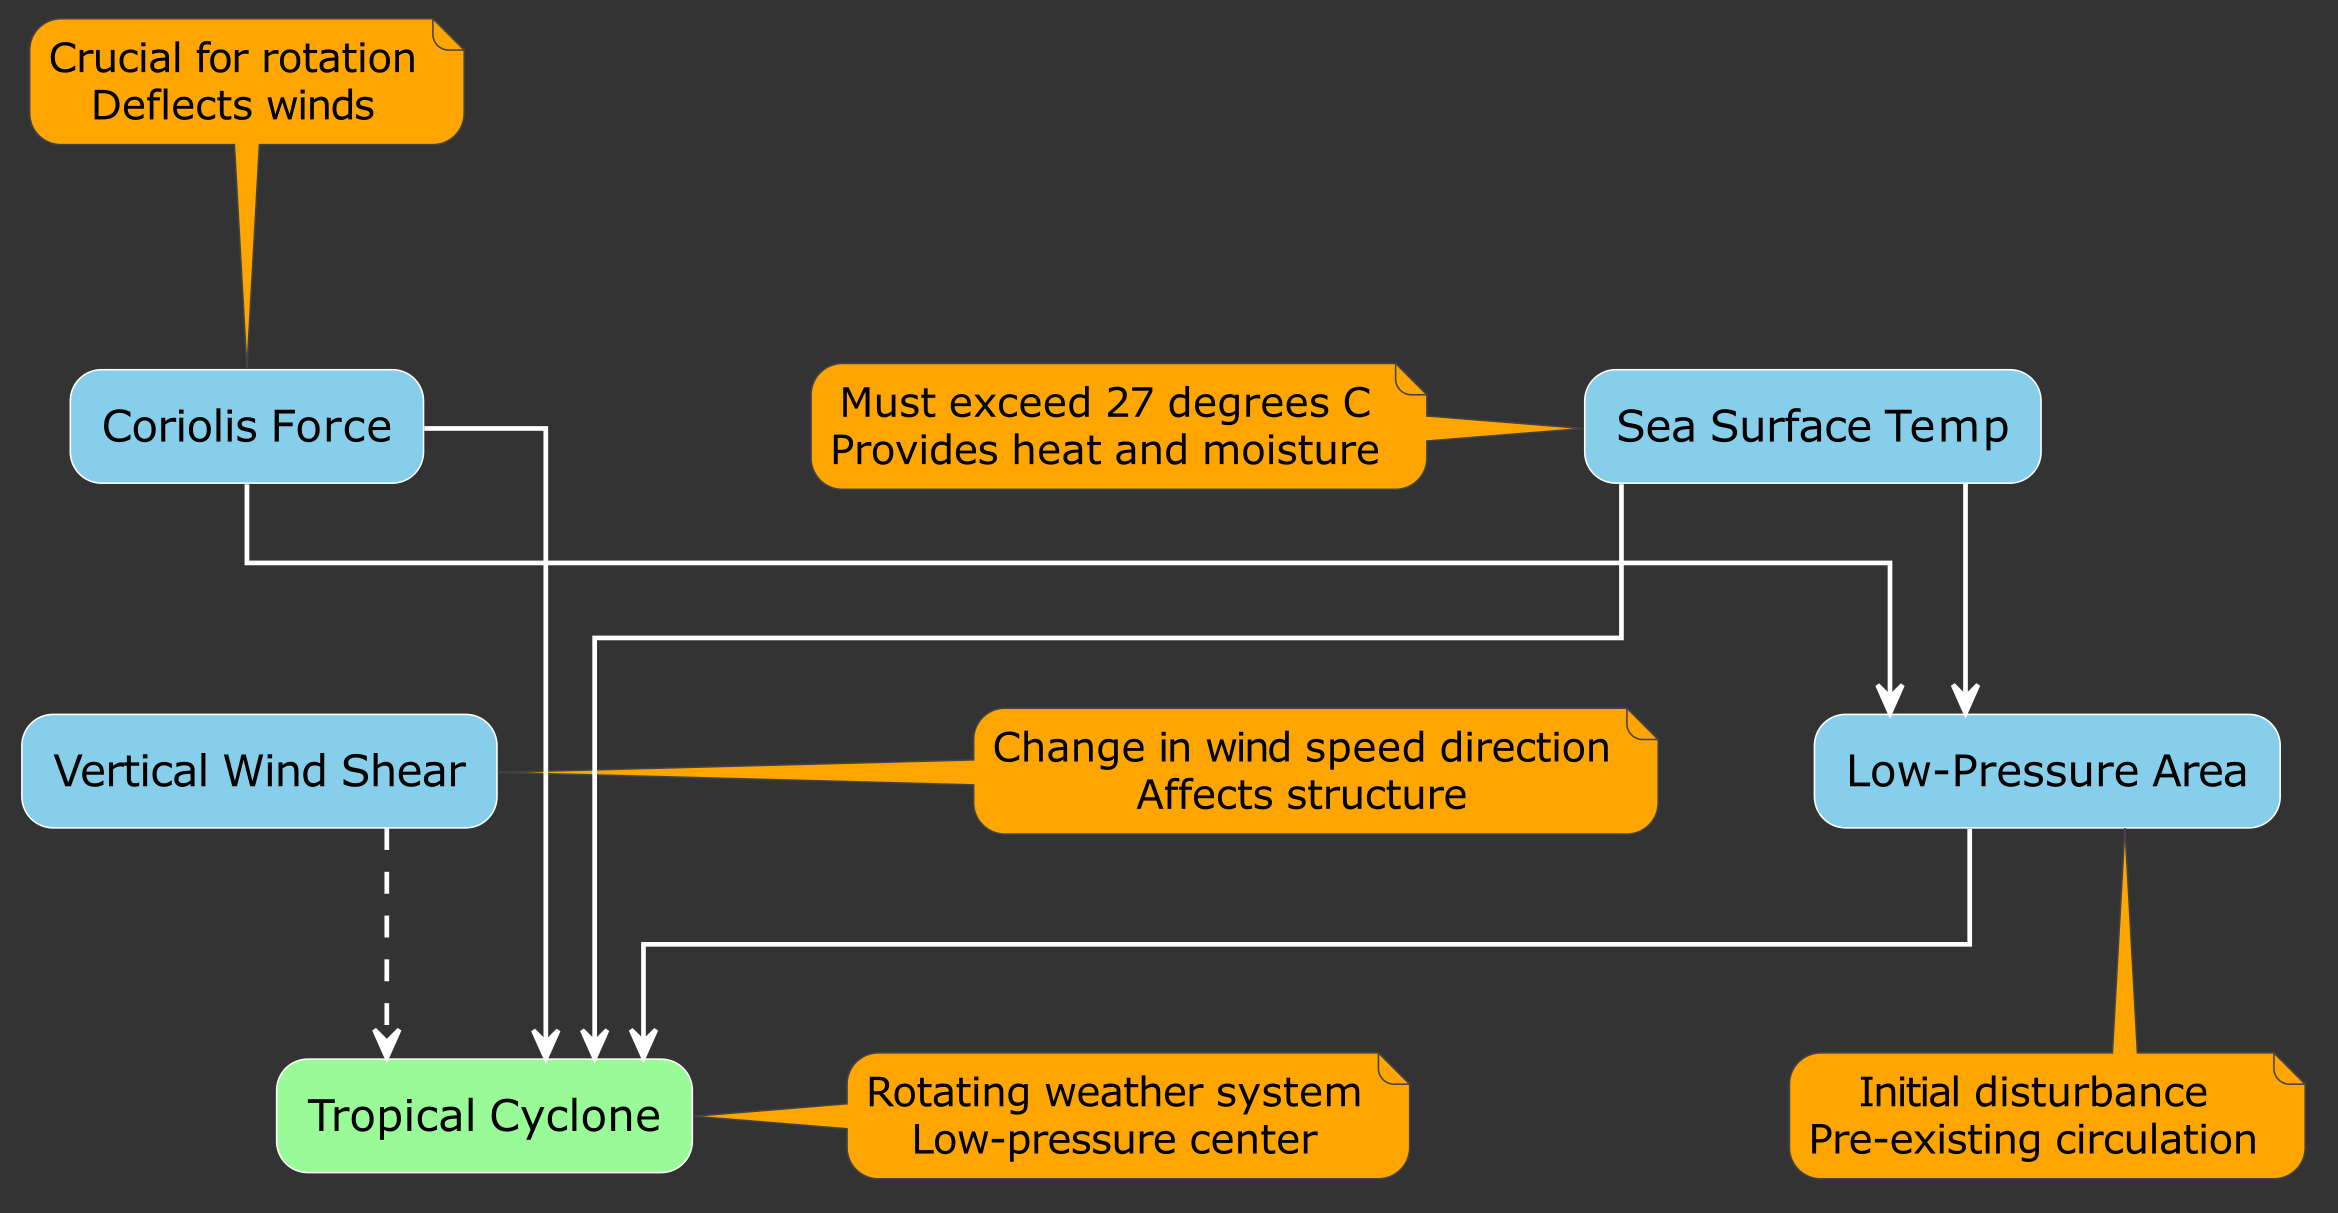 Crucial for rotation
Deflects winds
Coriolis Force
Must exceed 27 degrees C
Provides heat and moisture
Sea Surface Temp
Vertical Wind Shear
Change in wind speed direction
Affects structure
Low-Pressure Area
Tropical Cyclone
Rotating weather system
Low-pressure center
Initial disturbance
Pre-existing circulation